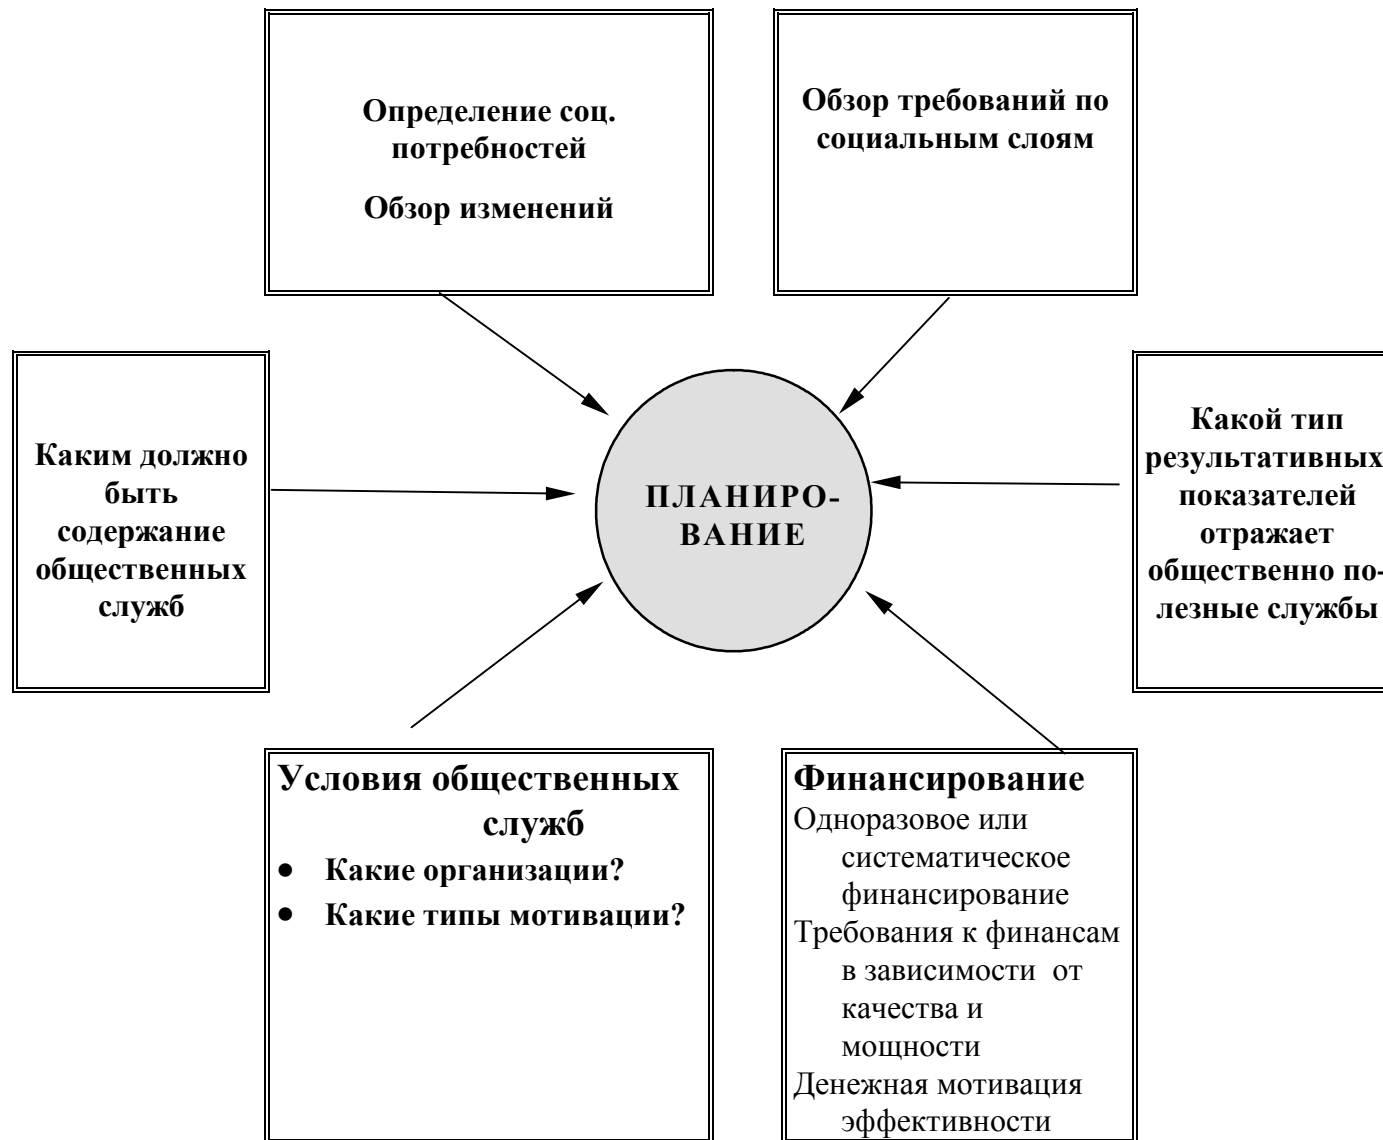 Определение соц.
потребностей
Обзор изменений
Обзор требований по
социальным слоям
Каким должно
быть
содержание
общественных
служб
ПЛАНИРО-
ВАНИЕ
Какой тип
результативных
показателей
отражает
общественно по-
лезные службы
Условия общественных
служб
• Какие организации?
• Какие типы мотивации?
Финансирование
Одноразовое или
систематическое
финансирование
Требования к финансам
в зависимости от
качества и
мощности
Денежная мотивация
эффективности